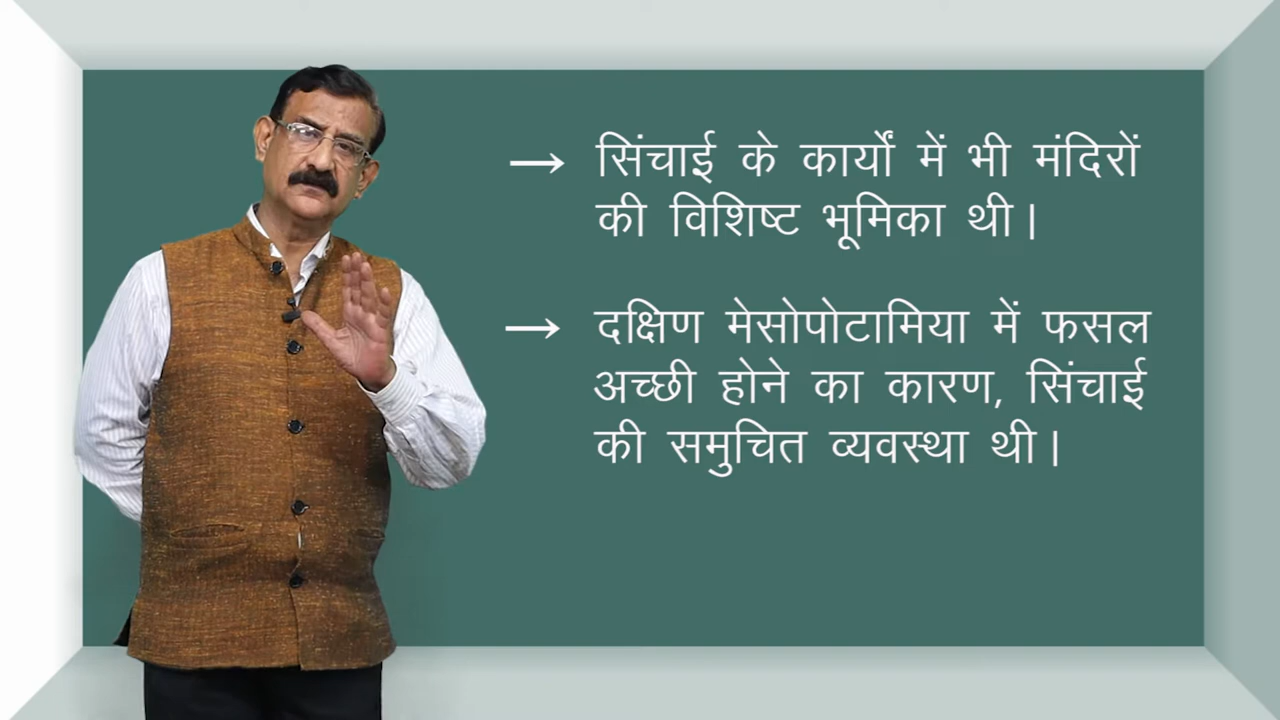 → सिंचाई के कार्यों में भी मंदिरों
की विशिष्ट भूमिका थी।
→ दक्षिण मेसोपोटामिया में फसल
अच्छी होने का कारण, सिंचाई
की समुचित व्यवस्था थी।